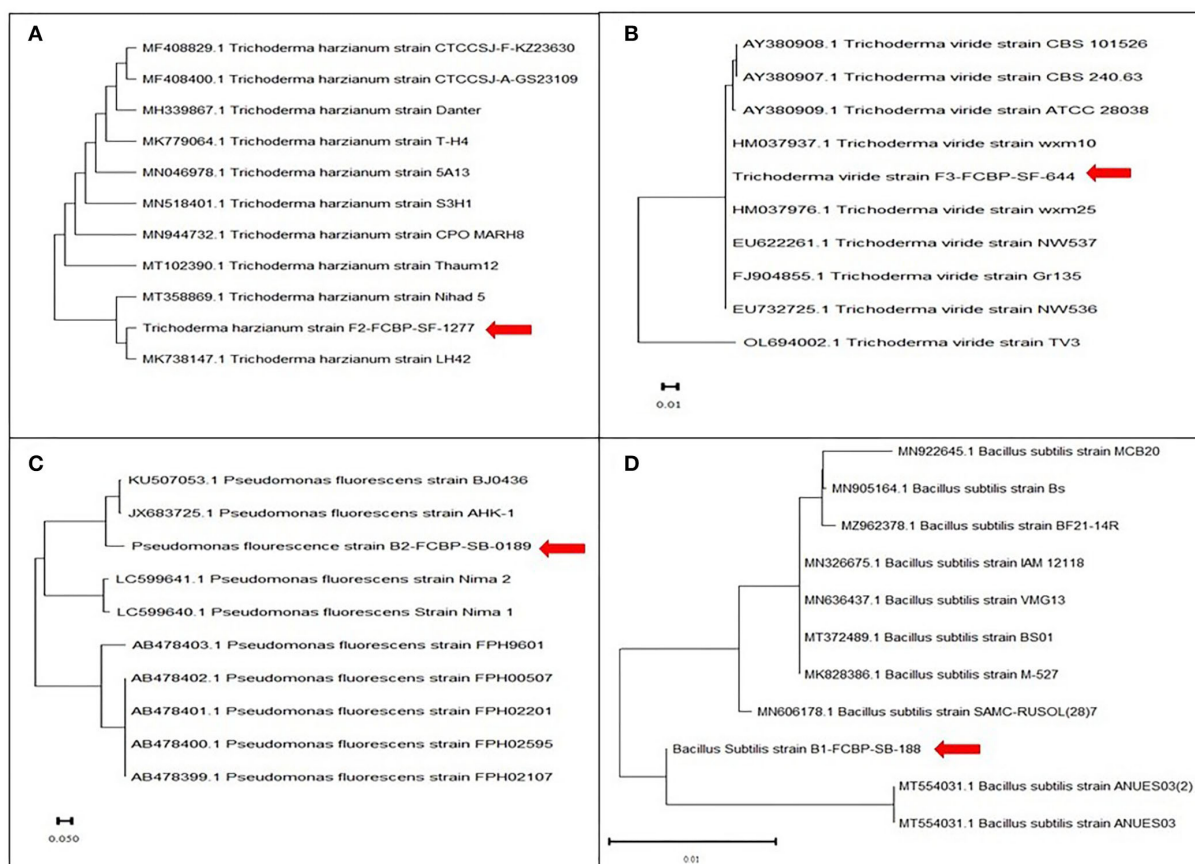 A
MF408829.1 Trichoderma harzianum strain CTCCSJ-F-KZ23630
MF408400.1 Trichoderma harzianum strain CTCCSJ-A-GS23109
MH339867.1 Trichoderma harzianum strain Danter
MK779064.1 Trichoderma harzianum strain T-H4
MN046978.1 Trichoderma harzianum strain 5A13
MN518401.1 Trichoderma harzianum strain S3H1
MN944732.1 Trichoderma harzianum strain CPO MARH8
MT102390.1 Trichoderma harzianum strain Thaum12
MT358869.1 Trichoderma harzianum strain Nihad 5
Trichoderma harzianum strain F2-FCBP-SF-1277
MK738147.1 Trichoderma harzianum strain LH42
B
AY380908.1 Trichoderma viride strain CBS 101526
AY380907.1 Trichoderma viride strain CBS 240.63
AY380909.1 Trichoderma viride strain ATCC 28038
HM037937.1 Trichoderma viride strain wxm10
Trichoderma viride strain F3-FCBP-SF-644
HM037976.1 Trichoderma viride strain wxm25
EU622261.1 Trichoderma viride strain NW537
FJ904855.1 Trichoderma viride strain Gr135
EU732725.1 Trichoderma viride strain NW536
OL694002.1 Trichoderma viride strain TV3
0.01
C
KU507053.1 Pseudomonas fluorescens strain BJ0436
JX683725.1 Pseudomonas fluorescens strain AHK-1
Pseudomonas flourescence strain B2-FCBP-SB-0189
LC599641.1 Pseudomonas fluorescens strain Nima 2
LC599640.1 Pseudomonas fluorescens Strain Nima 1
AB478403.1 Pseudomonas fluorescens strain FPH9601
AB478402.1 Pseudomonas fluorescens strain FPH00507
AB478401.1 Pseudomonas fluorescens strain FPH02201
AB478400.1 Pseudomonas fluorescens strain FPH02595
AB478399.1 Pseudomonas fluorescens strain FPH02107
0.050
D
MN922645.1 Bacillus subtilis strain MCB20
MN905164.1 Bacillus subtilis strain Bs
MZ962378.1 Bacillus subtilis strain BF21-14R
MN326675.1 Bacillus subtilis strain IAM 12118
MN636437.1 Bacillus subtilis strain VMG13
MT372489.1 Bacillus subtilis strain BS01
MK828386.1 Bacillus subtilis strain M-527
MN606178.1 Bacillus subtilis strain SAMC-RUSOL(28)7
Bacillus Subtilis strain B1-FCBP-SB-188
MT554031.1 Bacillus subtilis strain ANUES03(2)
MT554031.1 Bacillus subtilis strain ANUES03
0.01